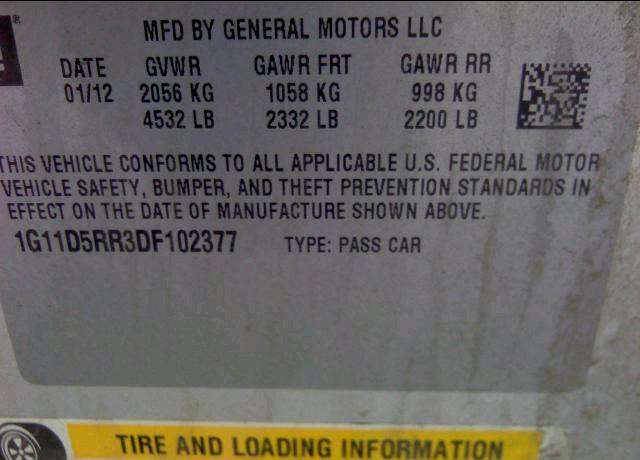 ®
MFD BY GENERAL MOTORS LLC
DATE GVWR GAWR FRT GAWR RR
01/12 2056 KG 1058 KG 998 KG
4532 LB 2332 LB 2200 LB
THIS VEHICLE CONFORMS TO ALL APPLICABLE U.S. FEDERAL MOTOR
VEHICLE SAFETY, BUMPER, AND THEFT PREVENTION STANDARDS IN
EFFECT ON THE DATE OF MANUFACTURE SHOWN ABOVE.
1G11D5RR3DF102377 TYPE: PASS CAR
TIRE AND LOADING INFORMATION